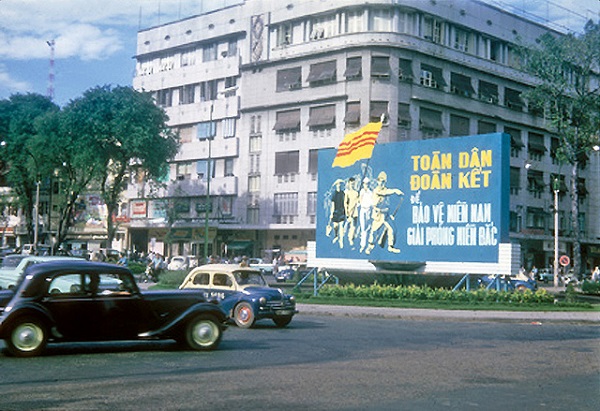 TOÀN DÂN
ĐOÀN KẾT
ĐỂ
BẢO VỆ MIỀN NAM
GIẢI PHÓNG MIỀN BẮC